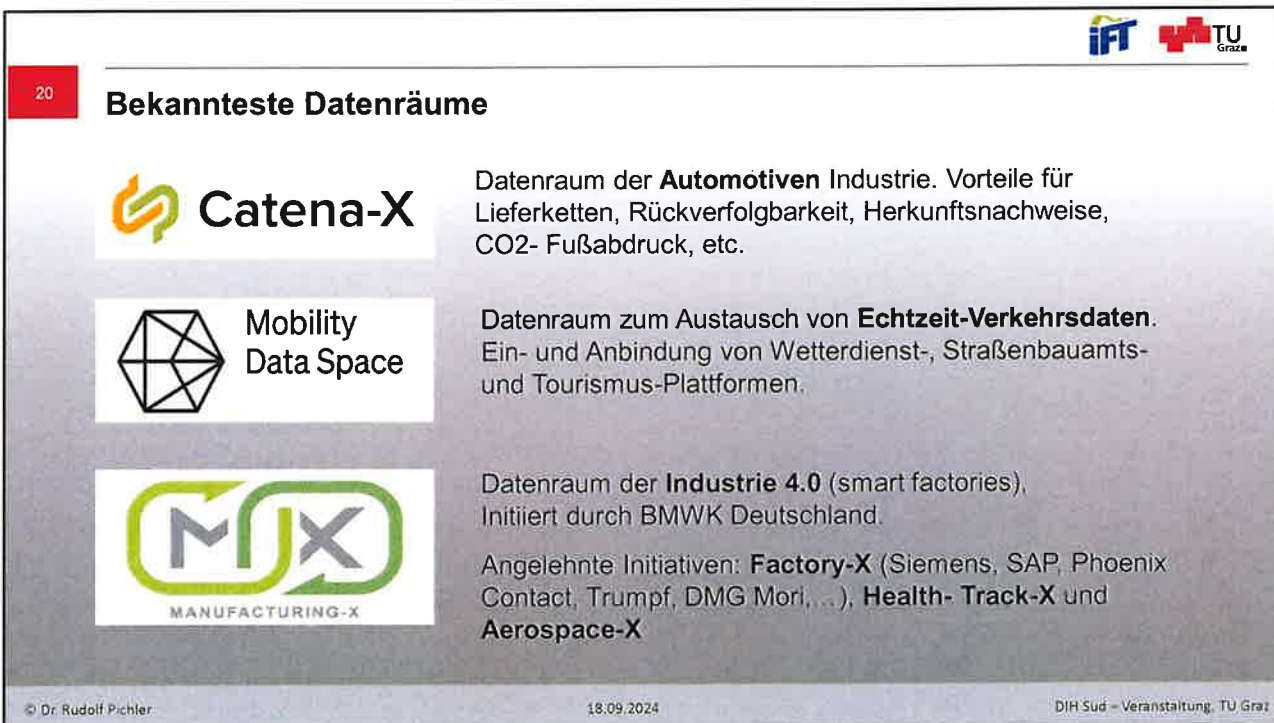 iFT TU
Graz
20
Bekannteste Datenräume
Catena-X
Datenraum der Automotiven Industrie. Vorteile für
Lieferketten, Rückverfolgbarkeit, Herkunftsnachweise,
CO2- Fußabdruck, etc.
Mobility
Data Space
Datenraum zum Austausch von Echtzeit-Verkehrsdaten.
Ein- und Anbindung von Wetterdienst-, Straßenbauamts-
und Tourismus-Plattformen.
M X
MANUFACTURING-X
Datenraum der Industrie 4.0 (smart factories),
Initiiert durch BMWK Deutschland.
Angelehnte Initiativen: Factory-X (Siemens, SAP, Phoenix
Contact, Trumpf, DMG Mori,...), Health- Track-X und
Aerospace-X
© Dr. Rudolf Pichler
18.09.2024
DIH Süd – Veranstaltung, TU Graz